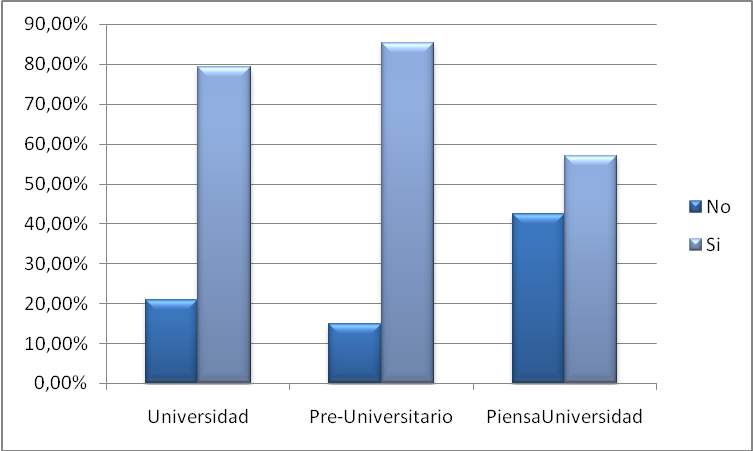 90,00%
80,00%
70,00%
60,00%
50,00%
40,00%
30,00%
20,00%
10,00%
0,00%
Universidad
Pre-Universitario
PiensaUniversidad
No
Si